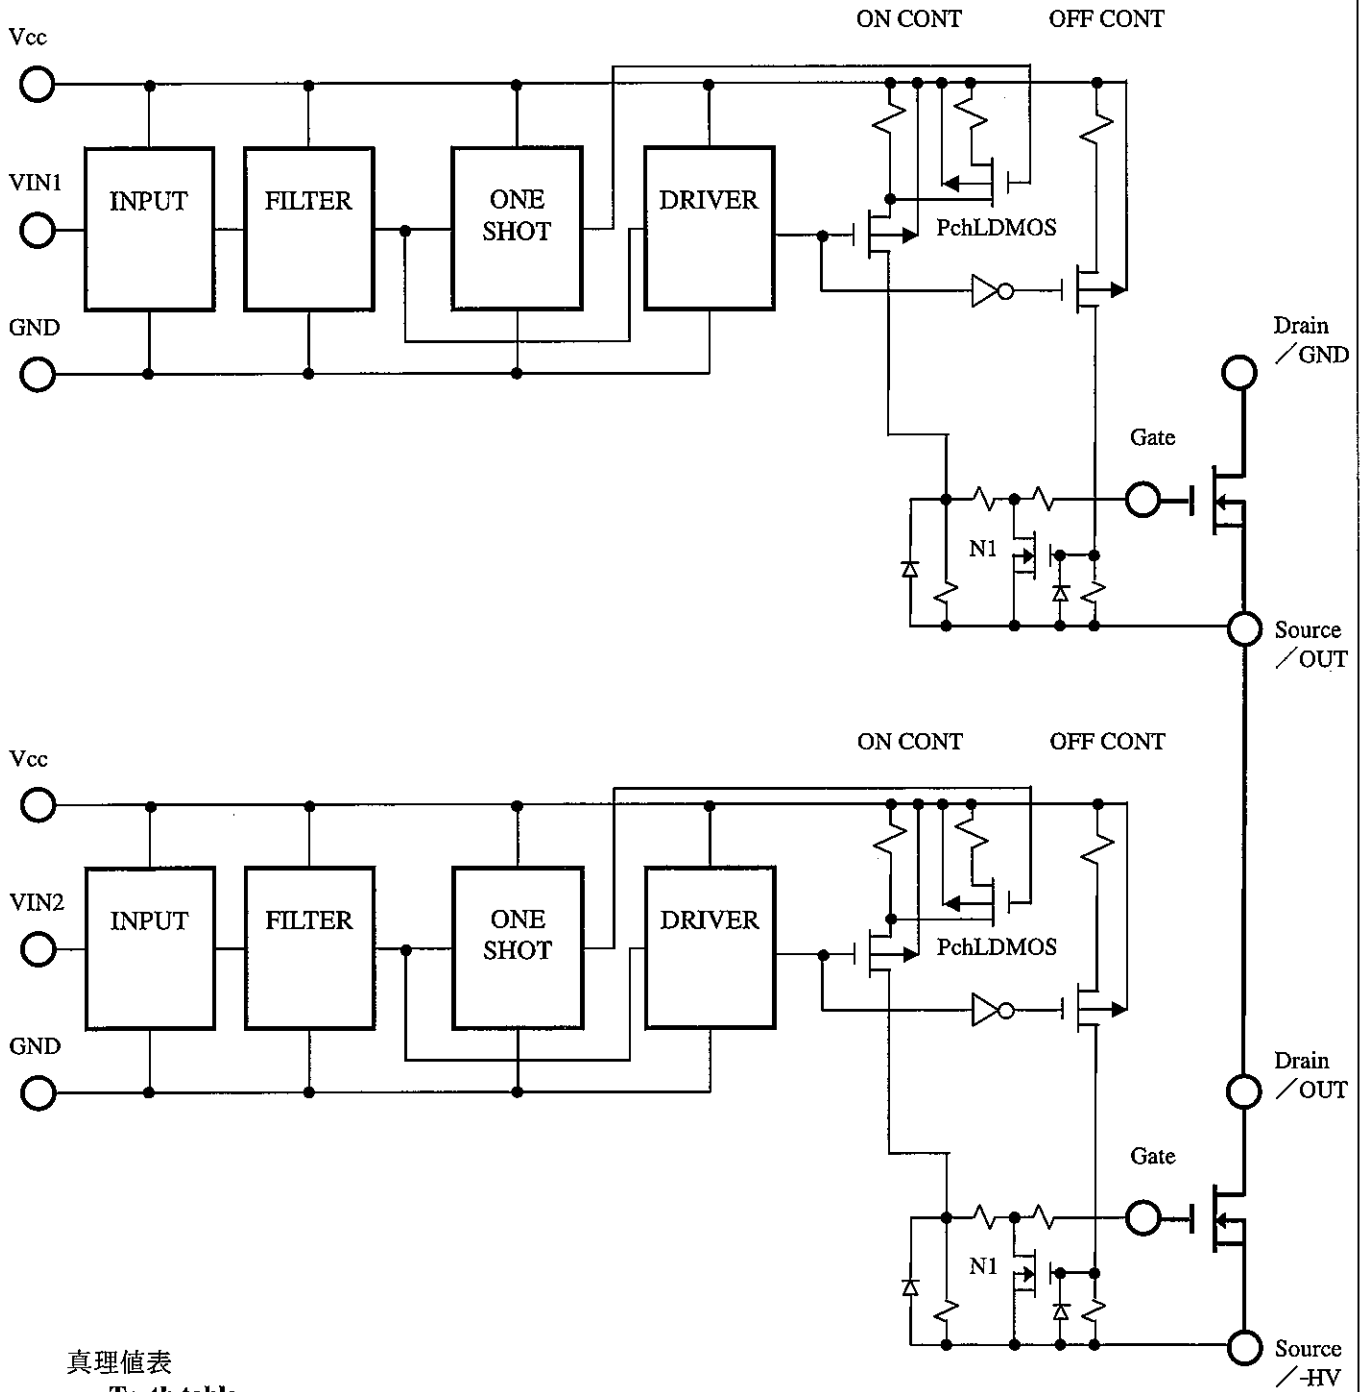 ON CONT
OFF CONT
Vcc
VIN1
INPUT
FILTER
ONE
SHOT
DRIVER
PchLDMOS
GND
Drain
／GND
Gate
N1
Source
／OUT
ON CONT
OFF CONT
Vcc
VIN2
INPUT
FILTER
ONE
SHOT
DRIVER
PchLDMOS
GND
Drain
／OUT
Gate
N1
Source
／-HV
真理値表
table